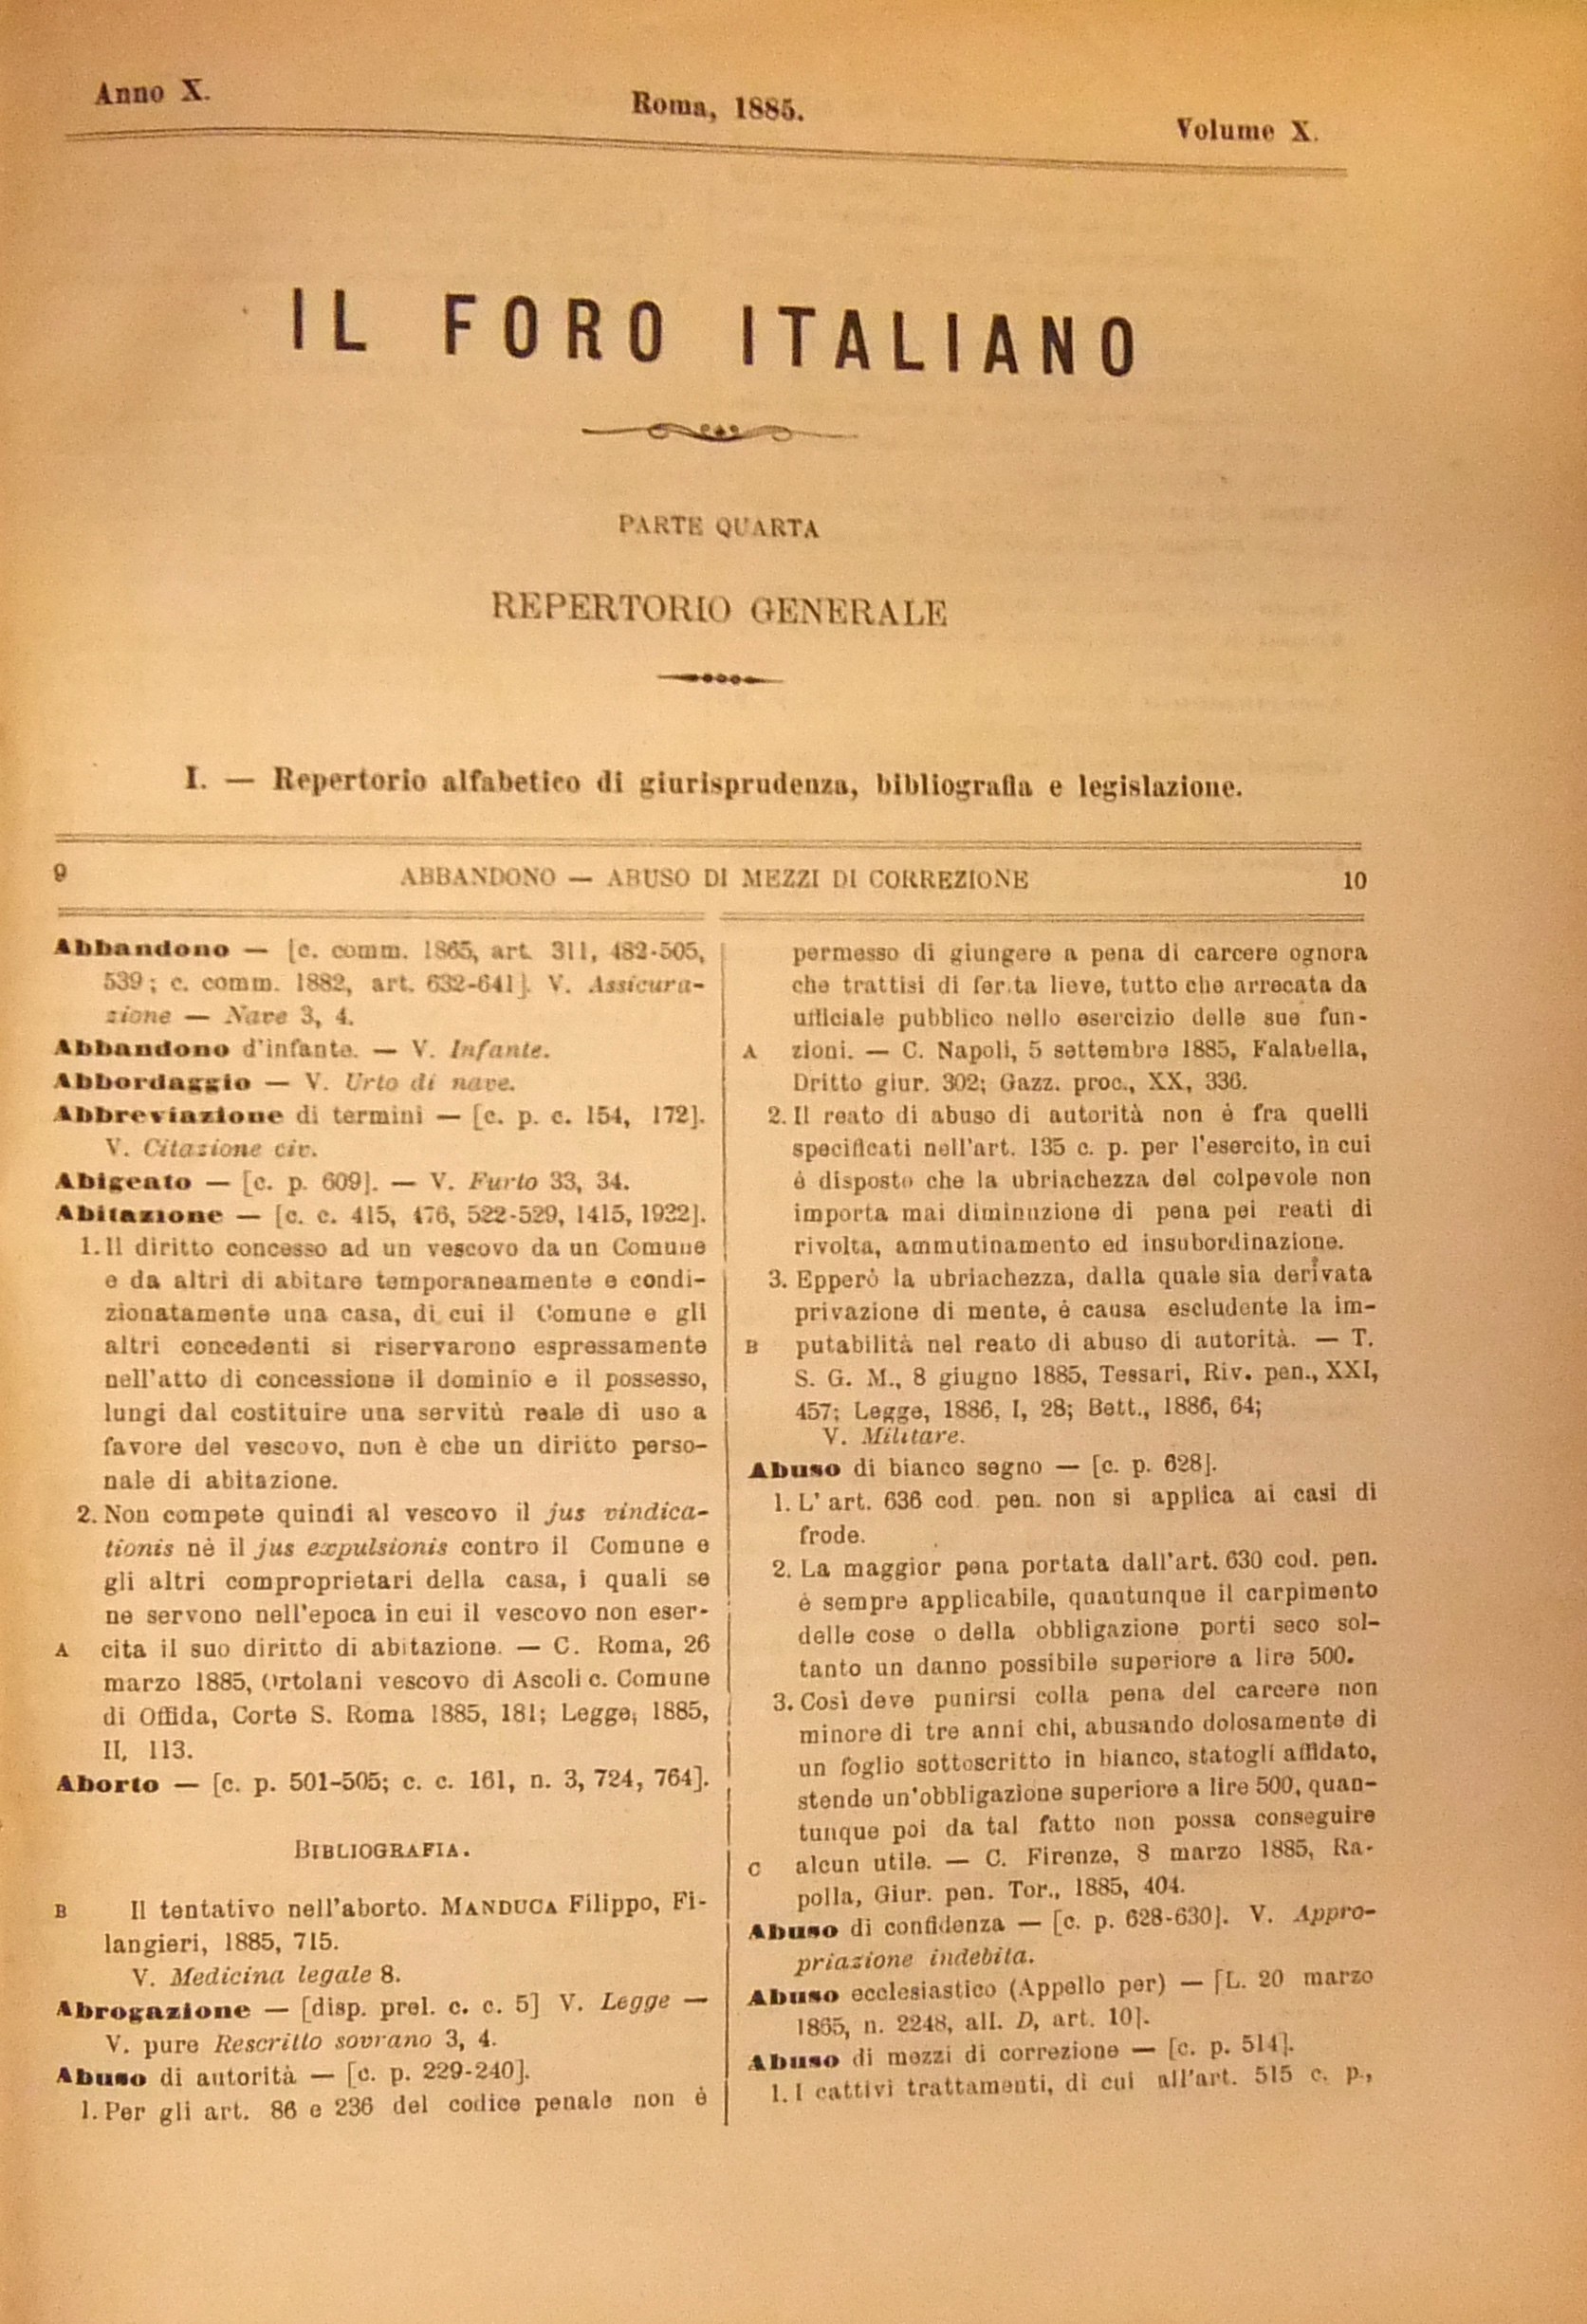 Anno X.
Roma, 1885.
Volume X.
IL FORO ITALIANO
PARTE QUARTA
REPERTORIO GENERALE
I. — Repertorio alfabetico di giurisprudenza, bibliografia e legislazione.
9
ABBANDONO — ABUSO DI MEZZI DI CORREZIONE
10
Abbandono — [c. comm. 1865, art. 311, 482-505,
539; c. comm. 1882, art. 632-641]. V. Assicura-
zione — Nave 3, 4.
Abbandono d'infante. — V. Infante.
Abbordaggio — V. Urto di nave.
Abbreviazione di termini — [c. p. c. 154, 172].
V. Citazione civ.
Abigeato — [c. p. 609]. — V. Furto 33, 34.
Abitazione — [c. c. 415, 476, 522-529, 1415, 1922].
1. Il diritto concesso ad un vescovo da un Comune
e da altri di abitare temporaneamente e condi-
zionatamente una casa, di cui il Comune e gli
altri concedenti si riservarono espressamente
nell'atto di concessione il dominio e il possesso,
lungi dal costituire una servitù reale di uso a
favore del vescovo, non è che un diritto perso-
nale di abitazione.
2. Non compete quindi al vescovo il jus vindica-
tionis nè il jus expulsionis contro il Comune e
gli altri comproprietari della casa, i quali se
ne servono nell'epoca in cui il vescovo non eser-
A cita il suo diritto di abitazione. — C. Roma, 26
marzo 1885, Ortolani vescovo di Ascoli c. Comune
di Offida, Corte S. Roma 1885, 181; Legge, 1885,
II, 113.
Aborto — [c. p. 501-505; c. c. 161, n. 3, 724, 764].
BIBLIOGRAFIA.
B Il tentativo nell'aborto. MANDUCA Filippo, Fi-
langieri, 1885, 715.
V. Medicina legale 8.
Abrogazione — [disp. prel. c. c. 5] V. Legge —
V. pure Rescritto sovrano 3, 4.
Abuso di autorità — [c. p. 229-240].
1. Per gli art. 86 e 236 del codice penale non è
permesso di giungere a pena di carcere ognora
che trattisi di fer.ta lieve, tutto che arrecata da
ufficiale pubblico nello esercizio delle sue fun-
A zioni. — C. Napoli, 5 settembre 1885, Falabella,
Dritto giur. 302; Gazz. proc., XX, 336.
2. Il reato di abuso di autorità non è fra quelli
specificati nell'art. 135 c. p. per l'esercito, in cui
è disposto che la ubriachezza del colpevole non
importa mai diminuzione di pena pei reati di
rivolta, ammutinamento ed insubordinazione.
3. Epperò la ubriachezza, dalla quale sia derivata
privazione di mente, è causa escludente la im-
B putabilità nel reato di abuso di autorità. — T.
S. G. M., 8 giugno 1885, Tessari, Riv. pen., XXI,
457; Legge, 1886, I, 28; Bett., 1886, 64;
V. Militare.
Abuso di bianco segno — [c. p. 628].
1. L'art. 636 cod. pen. non si applica ai casi di
frode.
2. La maggior pena portata dall'art. 630 cod. pen.
è sempre applicabile, quantunque il carpimento
delle cose o della obbligazione porti seco sol-
tanto un danno possibile superiore a lire 500.
3. Così deve punirsi colla pena del carcere non
minore di tre anni chi, abusando dolosamente di
un foglio sottoscritto in bianco, statogli affidato,
stende un'obbligazione superiore a lire 500, quan-
tunque poi da tal fatto non possa conseguire
C alcun utile. — C. Firenze, 8 marzo 1885, Ra-
polla, Giur. pen. Tor., 1885, 404.
Abuso di confidenza — [c. p. 628-630]. V. Appro-
priazione indebita.
Abuso ecclesiastico (Appello per) — [L. 20 marzo
1865, n. 2248, all. D, art. 10].
Abuso di mezzi di correzione — [c. p. 514].
1. I cattivi trattamenti, di cui all'art. 515 c. p.,